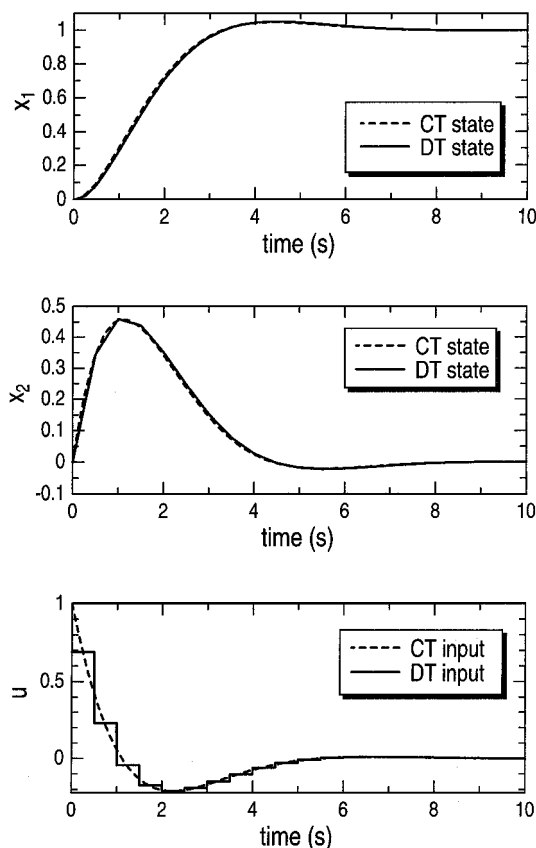 1
0.8
0.6
0.4
0.2
0
x1
CT state
DT state
0 2 4 6 8 10
time (s)
0.5
0.4
0.3
0.2
0.1
0
-0.1
x2
CT state
DT state
0 2 4 6 8 10
time (s)
1
0.5
0
u
CT input
DT input
0 2 4 6 8 10
time (s)